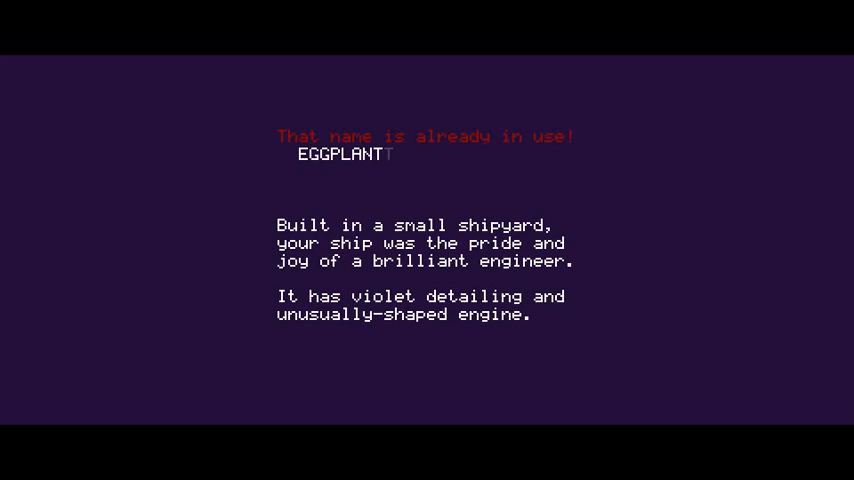 That name is already in use!
EGGPLANTT
Built in a small shipyard,
your ship was the pride and
joy of a brilliant engineer.
It has violet detailing and
unusually-shaped engine.